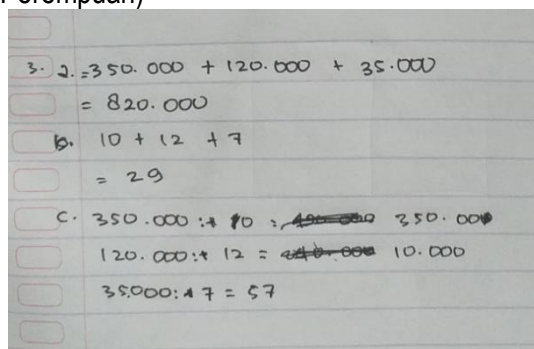 Perempuan)
3. a. = 350.000 + 120.000 + 35.000
= 820.000
b. 10 + 12 + 7
= 29
c. 350.000 : 10 = 350.000
120.000 : 12 = 10.000
35.000 : 7 = 57